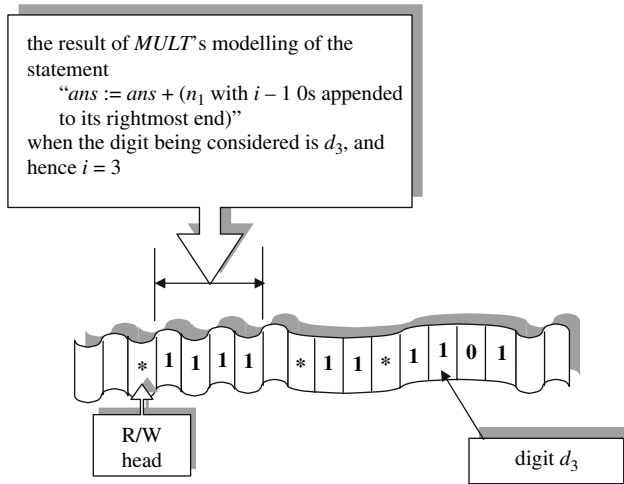 the result of MULT's modelling of the
statement
“ans := ans + (n₁ with i – 1 0s appended
to its rightmost end)”
when the digit being considered is d₃, and
hence i = 3
* 1 1 1 1 * 1 1 * 1 1 0 1
R/W
head
digit d₃